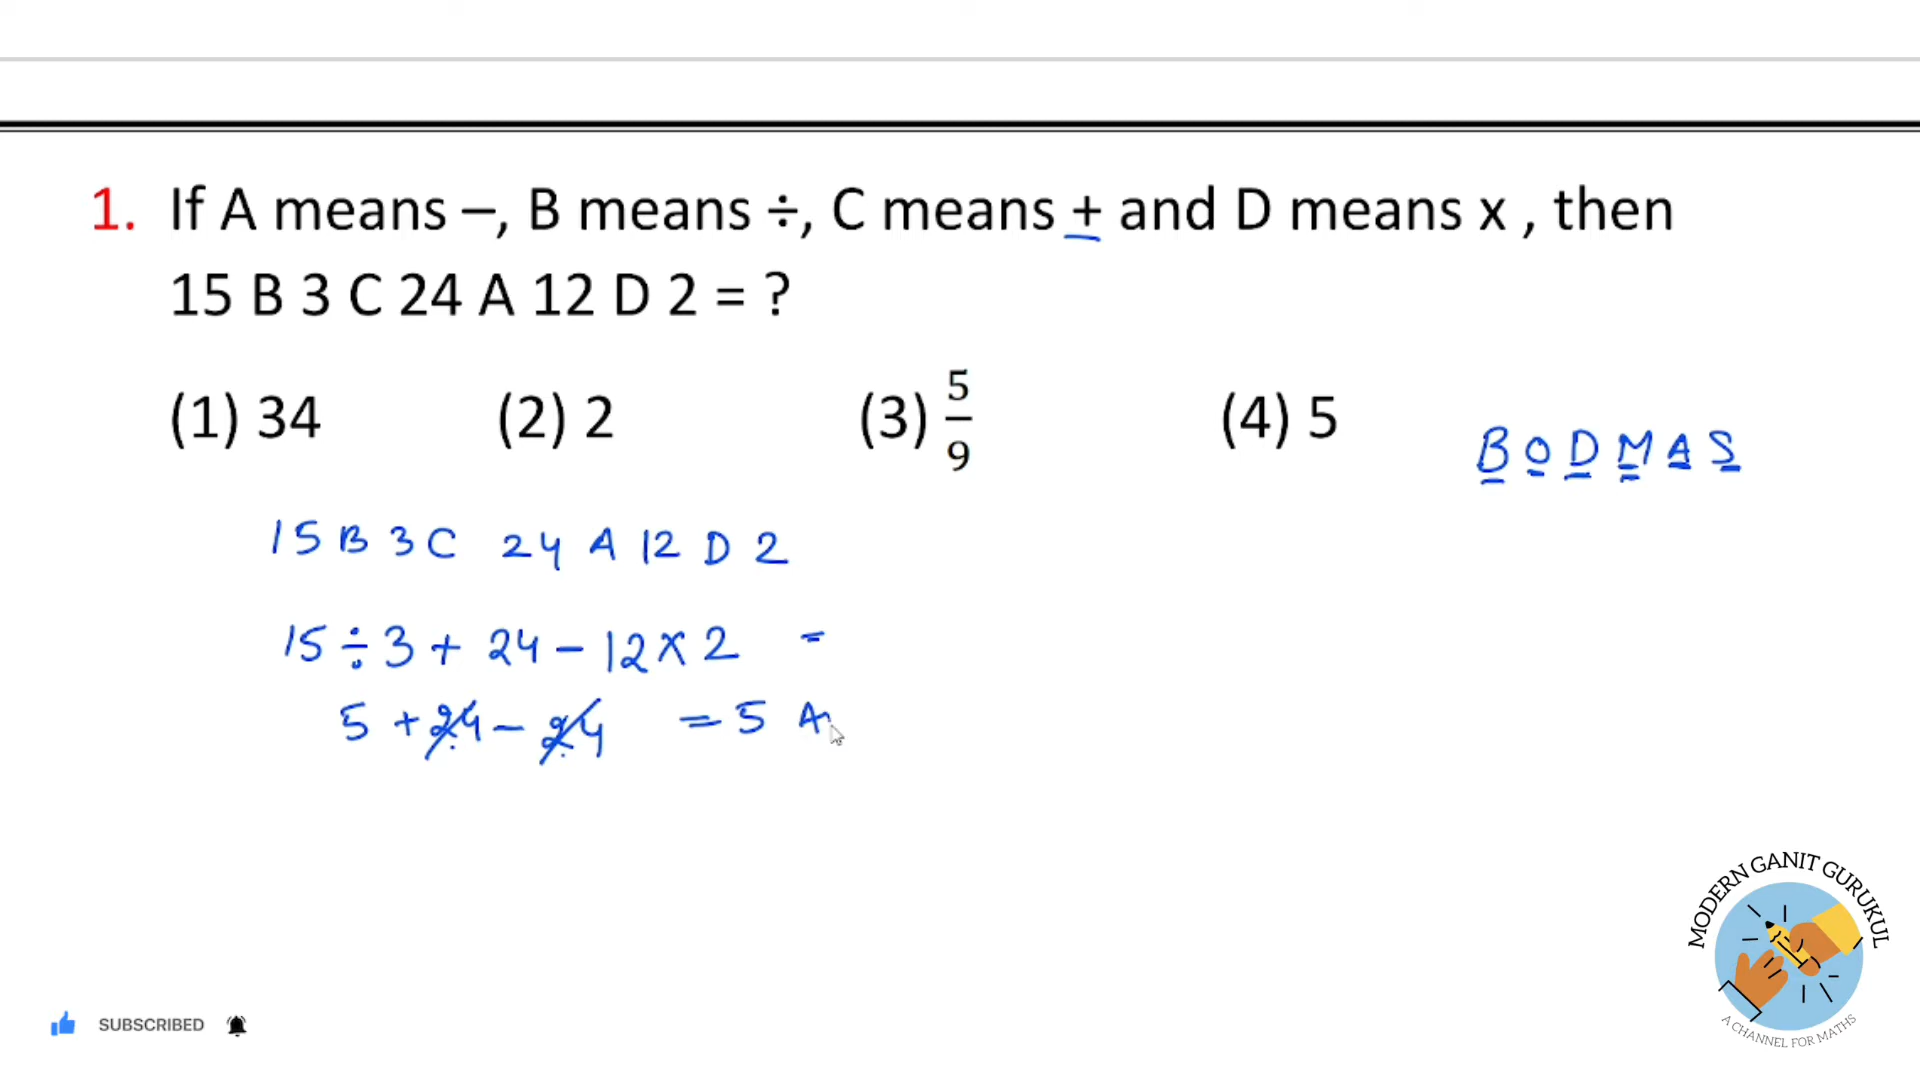 1. If A means –, B means ÷, C means + and D means x , then
15 B 3 C 24 A 12 D 2 = ?
(1) 34 (2) 2 (3) 5/9 (4) 5
B O D M A S
15 B 3 C 24 A 12 D 2
15 ÷ 3 + 24 – 12 × 2 =
5 + 24 – 24 = 5 An
MODERN GANIT GURUKUL
A CHANNEL FOR MATHS
SUBSCRIBED